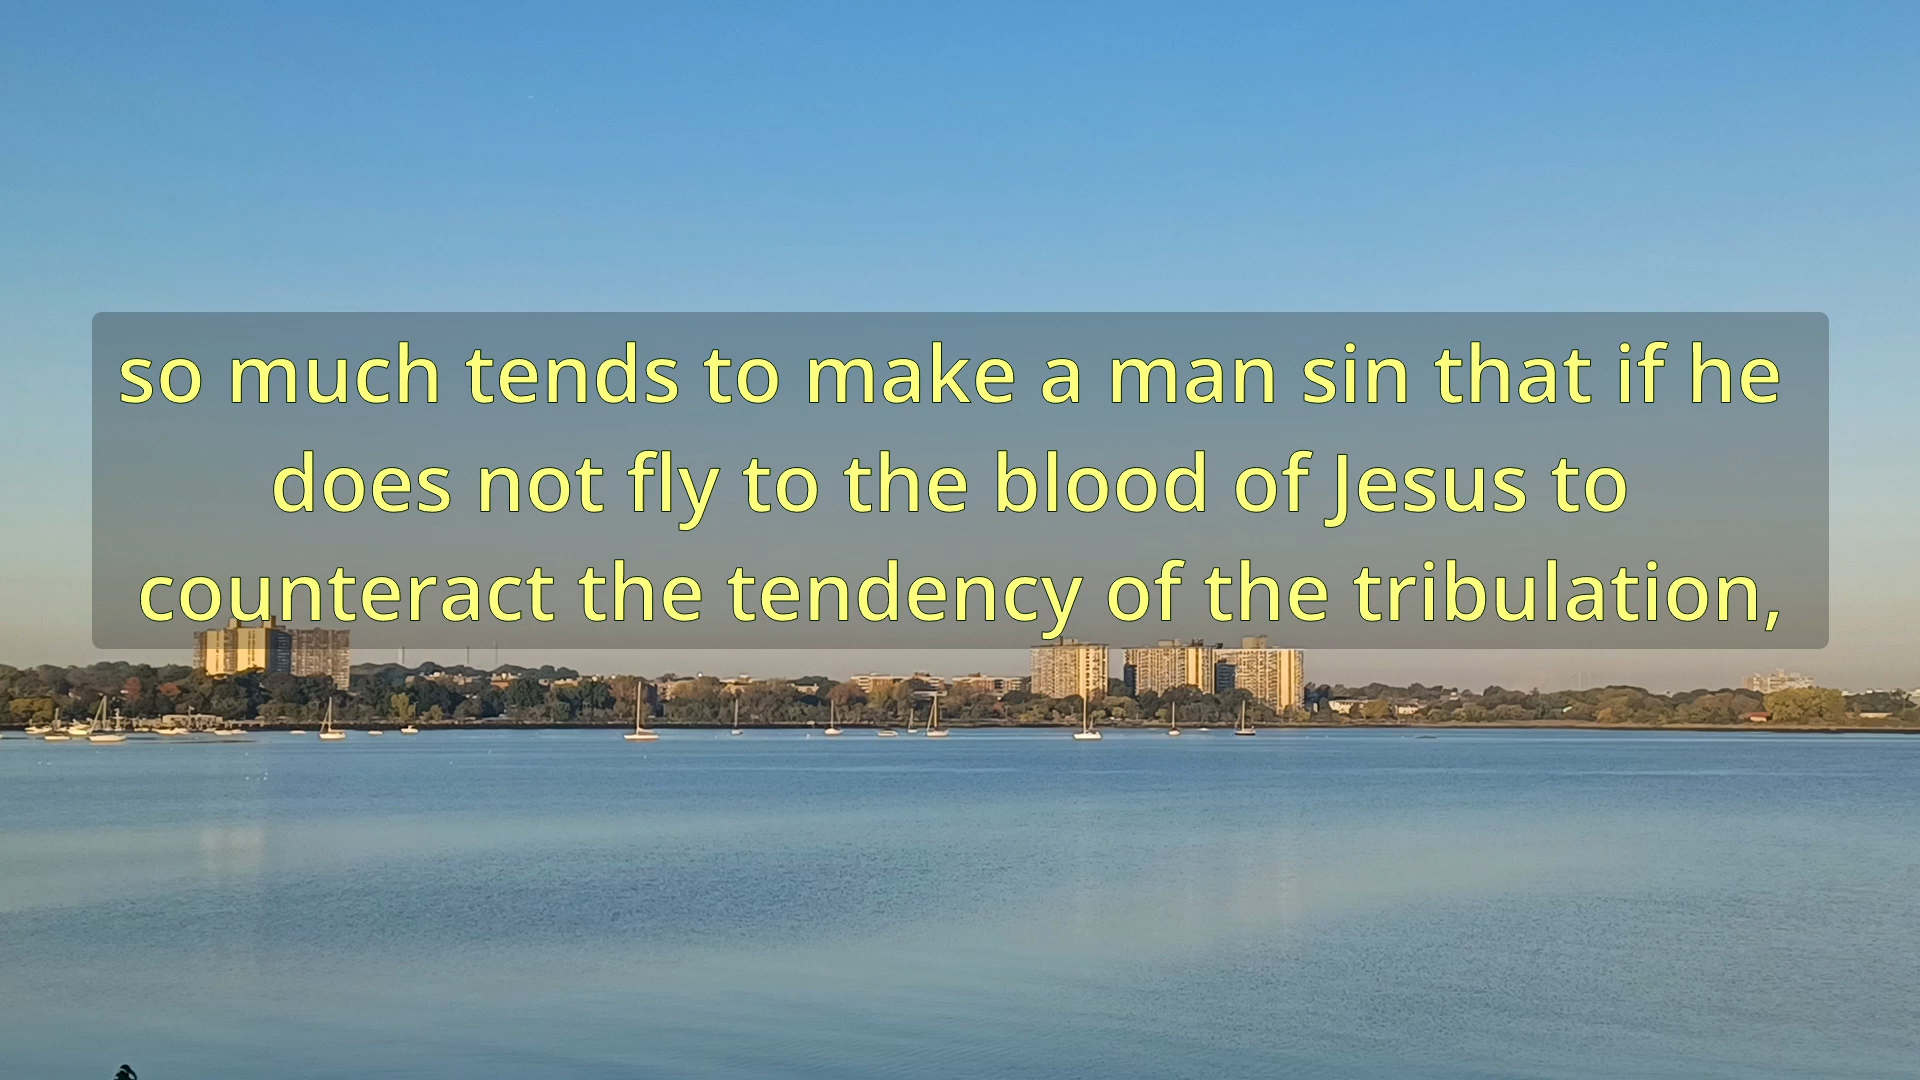 so much tends to make a man sin that if he
does not fly to the blood of Jesus to
counteract the tendency of the tribulation,